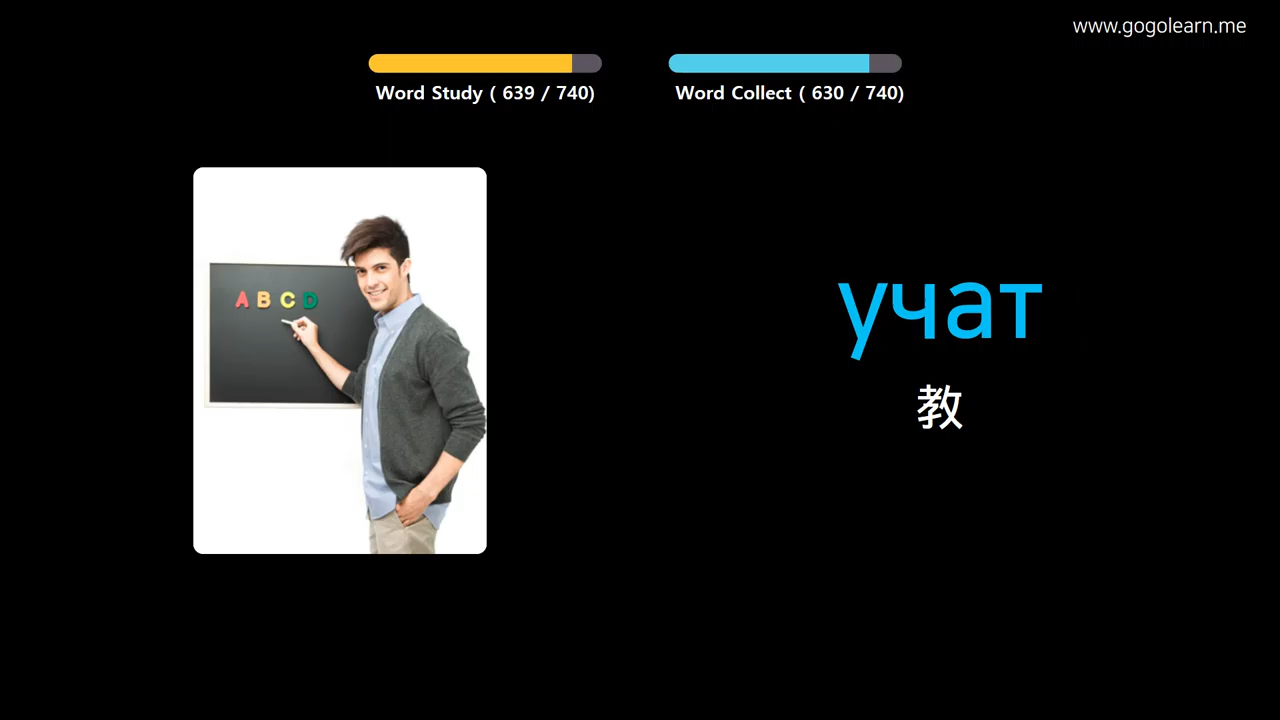 www.gogolearn.me
Word Study ( 639 / 740)
Word Collect ( 630 / 740)
A B C D
учат
教